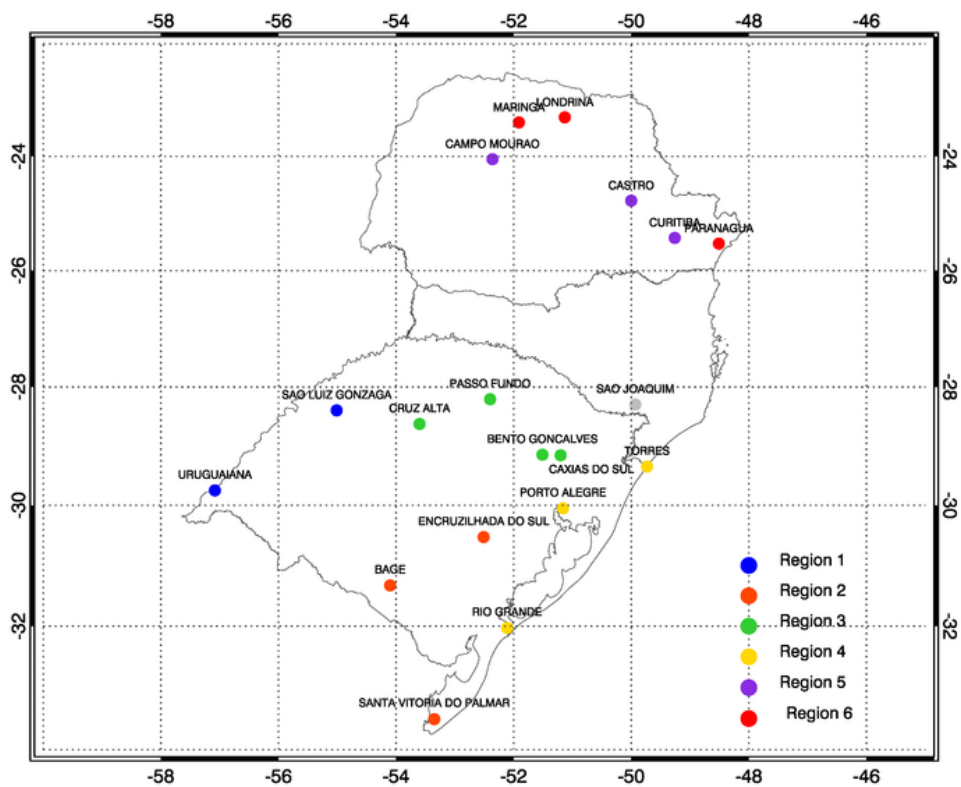 -58 -56 -54 -52 -50 -48 -46
MARINGA LONDRINA
-24 CAMPO MOURAO -24
CASTRO
CURITIBA PARANAGUA
-26 -26
-28 -28
PASSO FUNDO SAO JOAQUIM
SAO LUIZ GONZAGA
CRUZ ALTA
BENTO GONCALVES
TORRES
CAXIAS DO SUL
URUGUAIANA
PORTO ALEGRE
-30 -30
ENCRUZILHADA DO SUL
Region 1
BAGE
Region 2
RIO GRANDE
Region 3
-32 -32
Region 4
Region 5
SANTA VITORIA DO PALMAR
Region 6
-58 -56 -54 -52 -50 -48 -46